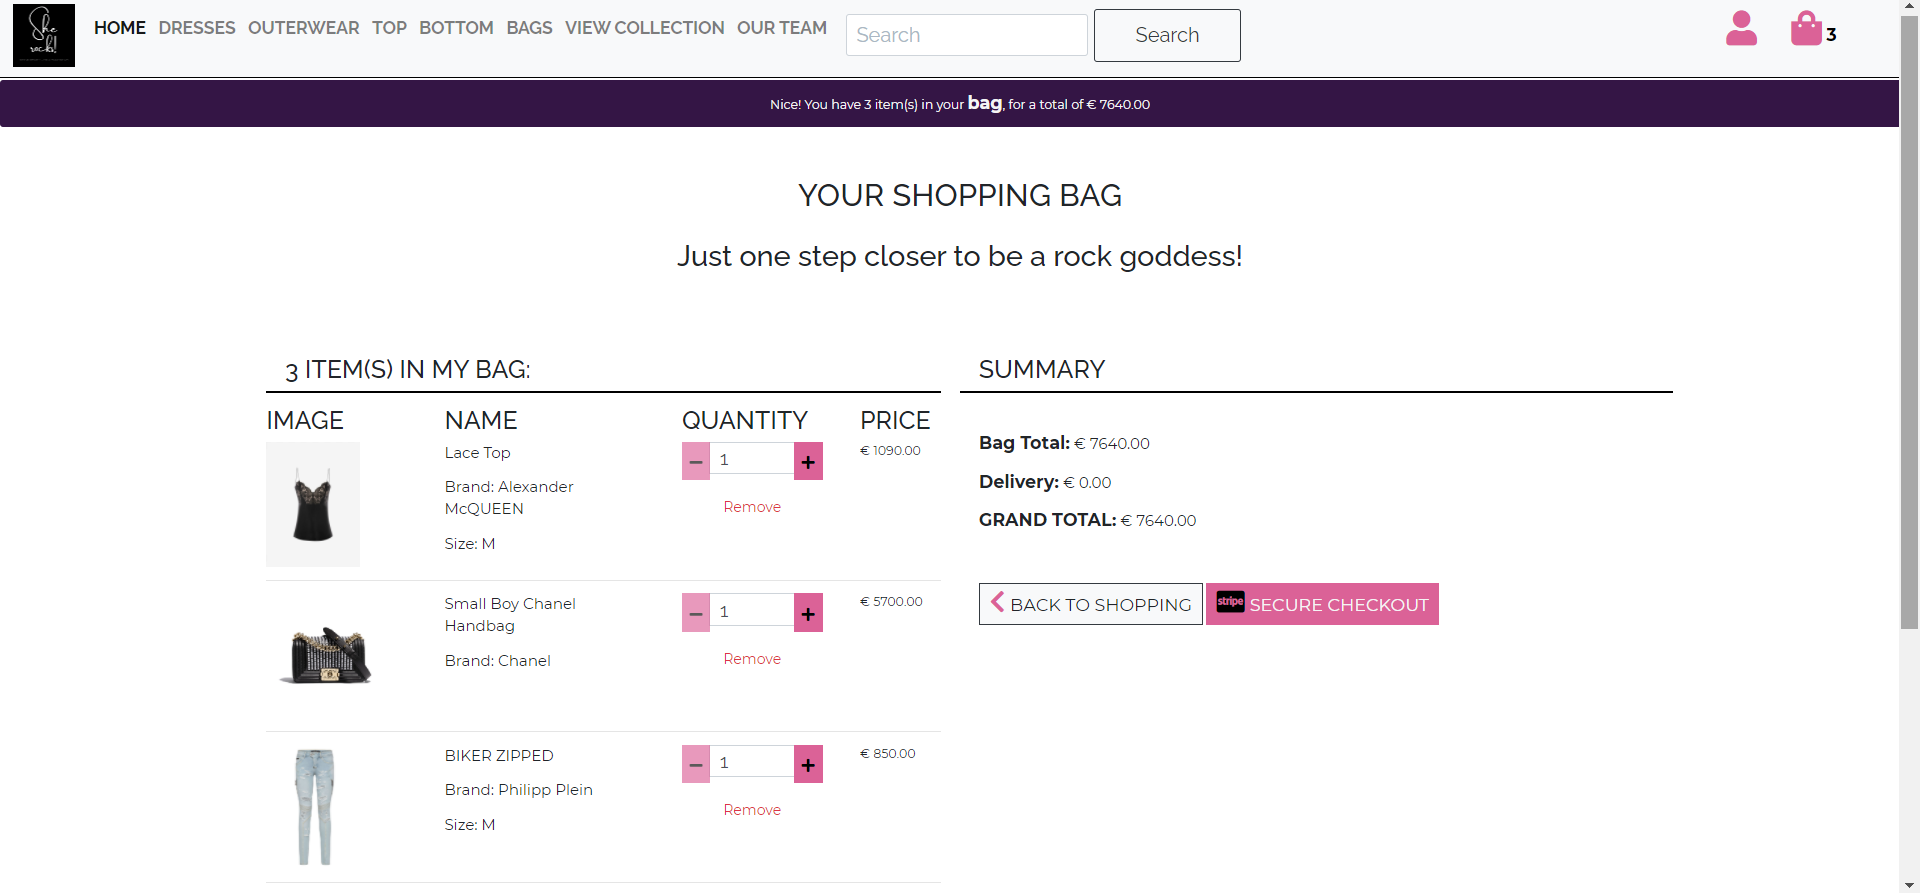 She
rocks!
HOME DRESSES OUTERWEAR TOP BOTTOM BAGS VIEW COLLECTION OUR TEAM Search Search 3
Nice! You have 3 item(s) in your bag, for a total of € 7640.00
YOUR SHOPPING BAG
Just one step closer to be a rock goddess!
3 ITEM(S) IN MY BAG:
IMAGE NAME QUANTITY PRICE
Lace Top 1 € 1090.00
Brand: Alexander
McQUEEN
Remove
Size: M
Small Boy Chanel
Handbag
1 € 5700.00
Brand: Chanel
Remove
BIKER ZIPPED 1 € 850.00
Brand: Philipp Plein
Remove
Size: M
SUMMARY
Bag Total: € 7640.00
Delivery: € 0.00
GRAND TOTAL: € 7640.00
BACK TO SHOPPING stripe SECURE CHECKOUT